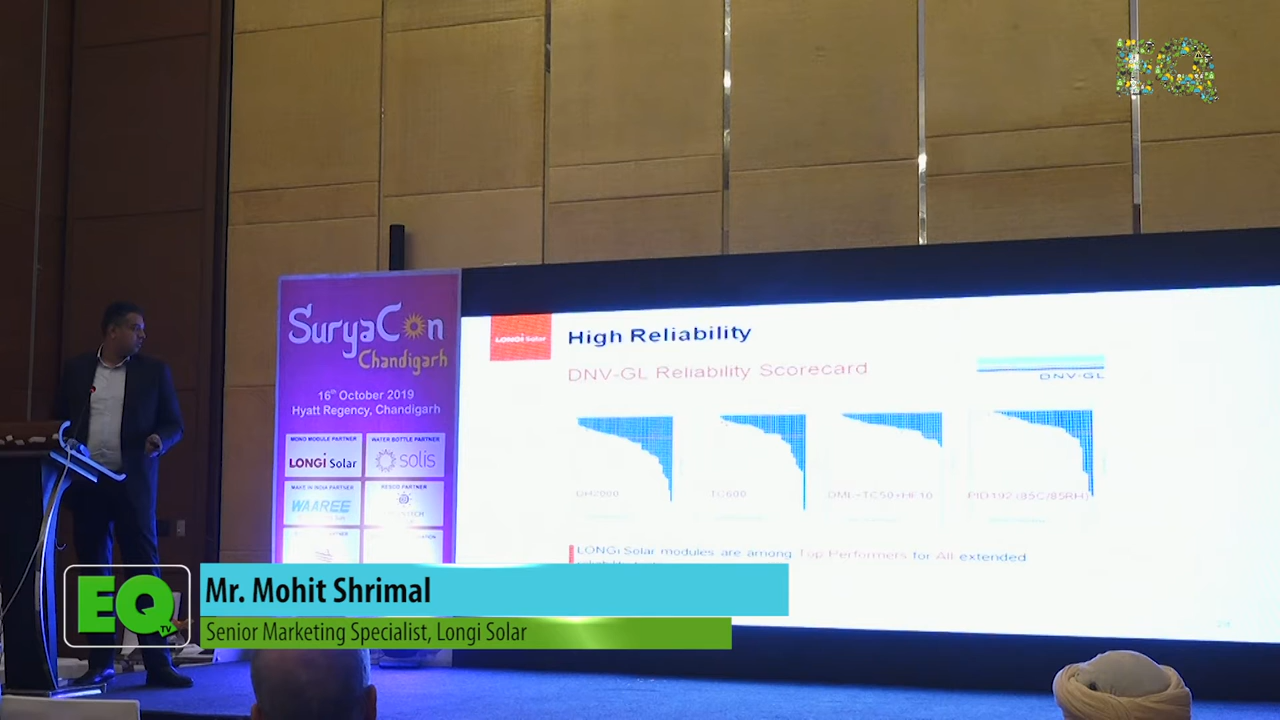 EQ
SuryaCon
Chandigarh
16th October 2019
Hyatt Regency, Chandigarh
MONO MODULE PARTNER
LONGi Solar
WATER BOTTLE PARTNER
solis
MAKE IN INDIA PARTNER
WAAREE
LONGi Solar
High Reliability
DNV-GL Reliability Scorecard
DNV-GL
DH2000
TC600
DML+TC50+HF10
PID192 (85C/85RH)
LONGi Solar modules are among Top Performers for All extended
EQ TV
Mr. Mohit Shrimal
Senior Marketing Specialist, Longi Solar